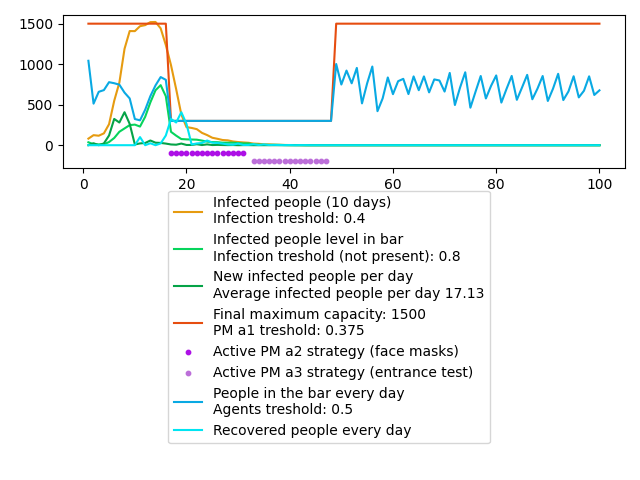 1500
1000
500
0
0 20 40 60 80 100
Infected people (10 days)
Infection treshold: 0.4
Infected people level in bar
Infection treshold (not present): 0.8
New infected people per day
Average infected people per day 17.13
Final maximum capacity: 1500
PM a1 treshold: 0.375
Active PM a2 strategy (face masks)
Active PM a3 strategy (entrance test)
People in the bar every day
Agents treshold: 0.5
Recovered people every day